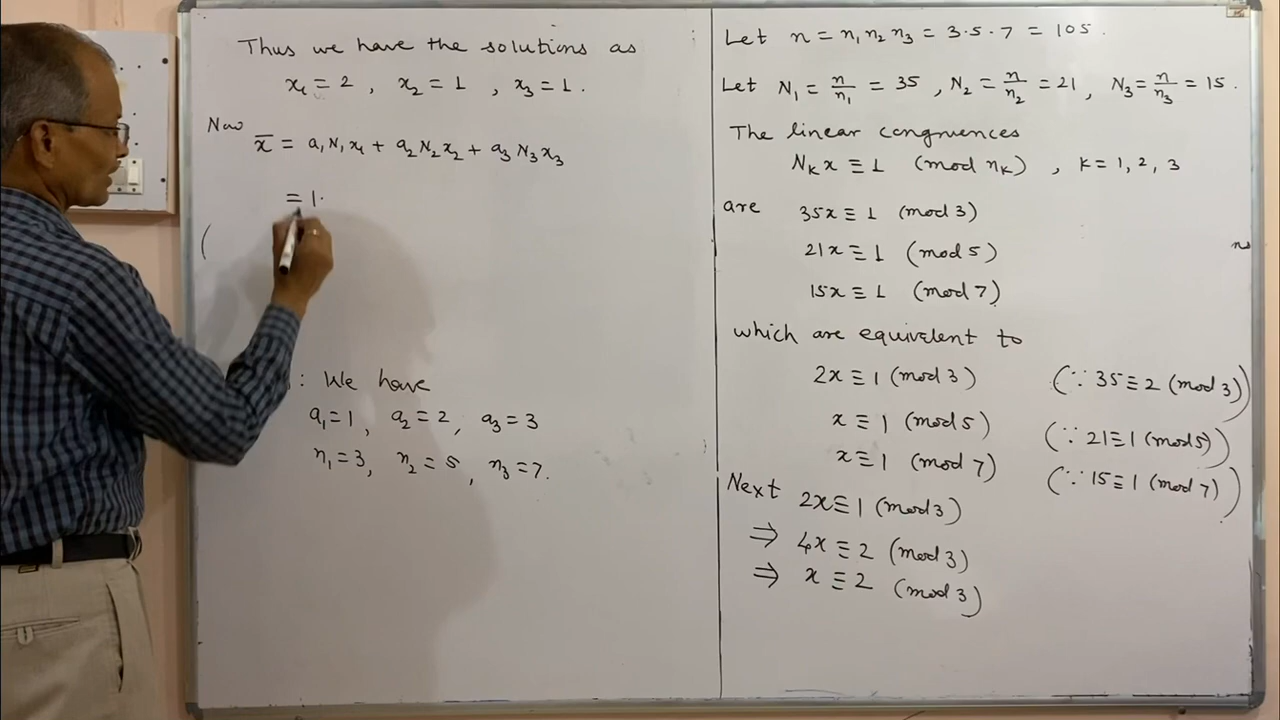 Thus we have the solutions as
x₁ = 2 , x₂ = 1 , x₃ = 1 .
Now
x̄ = a₁N₁x₁ + a₂N₂x₂ + a₃N₃x₃
= 1·
(
: We have
a₁=1 , a₂=2 , a₃=3
n₁=3, n₂=5 , n₃=7.
Let n = n₁ n₂ n₃ = 3·5·7 = 105 .
Let N₁ = n/n₁ = 35 , N₂ = n/n₂ = 21 , N₃ = n/n₃ = 15 .
The linear congruences
Nₖ x ≡ 1 (mod nₖ) , k = 1, 2, 3
are 35x ≡ 1 (mod 3)
21x ≡ 1 (mod 5)
15x ≡ 1 (mod 7)
which are equivalent to
2x ≡ 1 (mod 3) (∵ 35 ≡ 2 (mod 3))
x ≡ 1 (mod 5) (∵ 21 ≡ 1 (mod 5))
x ≡ 1 (mod 7) (∵ 15 ≡ 1 (mod 7))
Next 2x ≡ 1 (mod 3)
⇒ 4x ≡ 2 (mod 3)
⇒ x ≡ 2 (mod 3)